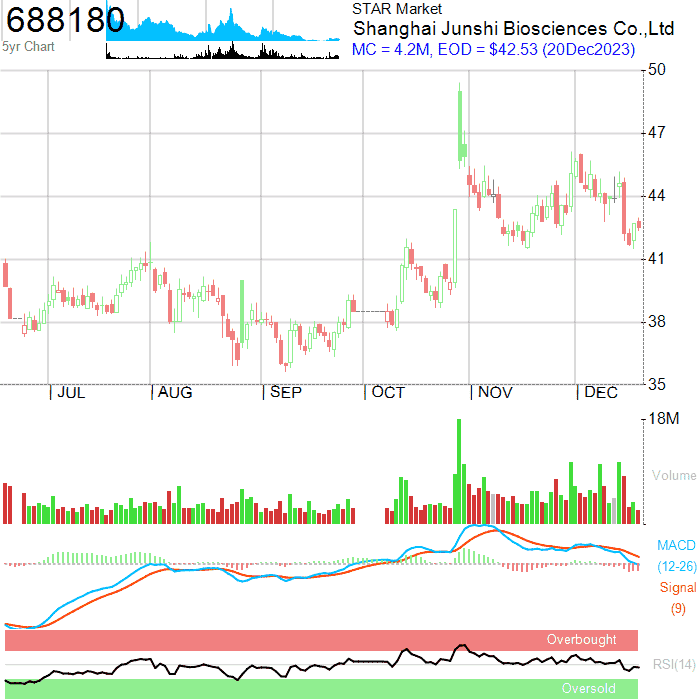 688180
5yr Chart
STAR Market
Shanghai Junshi Biosciences Co.,Ltd
MC = 4.2M, EOD = $42.53 (20Dec2023)
50
47
44
41
38
35
| JUL | AUG | SEP | OCT | NOV | DEC
18M
Volume
MACD
(12-26)
Signal
(9)
Overbought
RSI(14)
Oversold